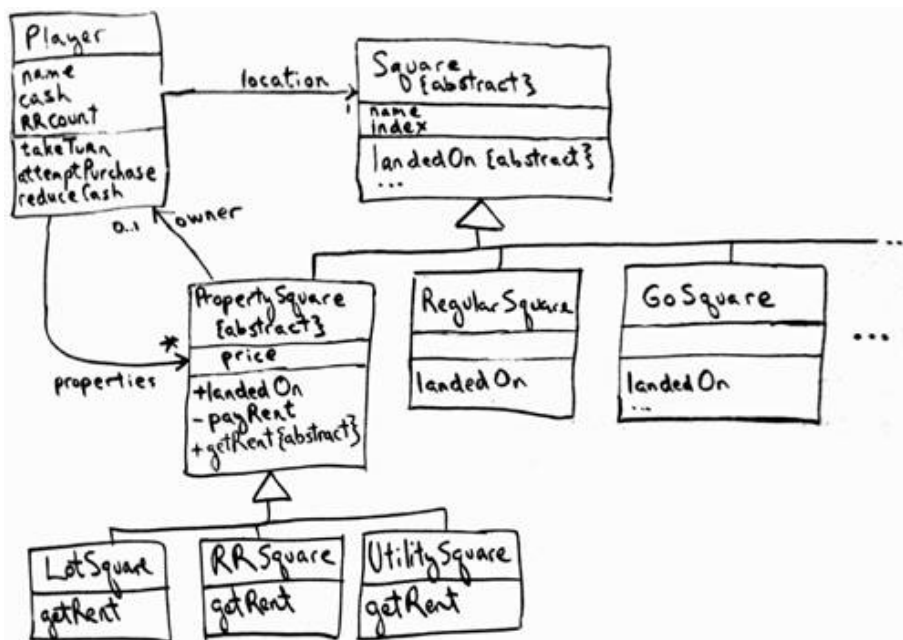 Player
name
cash
RRcount
takeTurn
attemptPurchase
reduceCash
location
1
Square
{abstract}
name
index
landedOn {abstract}
...
0..1
owner
*
properties
PropertySquare
{abstract}
price
+landedOn
-payRent
+getRent{abstract}
RegularSquare
landedOn
GoSquare
landedOn
...
...
...
LotSquare
getRent
RRSquare
getRent
UtilitySquare
getRent